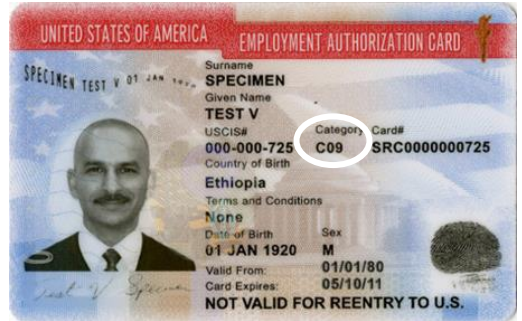 UNITED STATES OF AMERICA
EMPLOYMENT AUTHORIZATION CARD
SPECIMEN TEST V 01 JAN
Surname
SPECIMEN
Given Name
TEST V
USCIS# Category Card#
000-000-725 C09 SRC0000000725
Country of Birth
Ethiopia
Terms and Conditions
None
Date of Birth Sex
01 JAN 1920 M
Valid From: 01/01/80
Card Expires: 05/10/11
NOT VALID FOR REENTRY TO U.S.
Test V Specimen